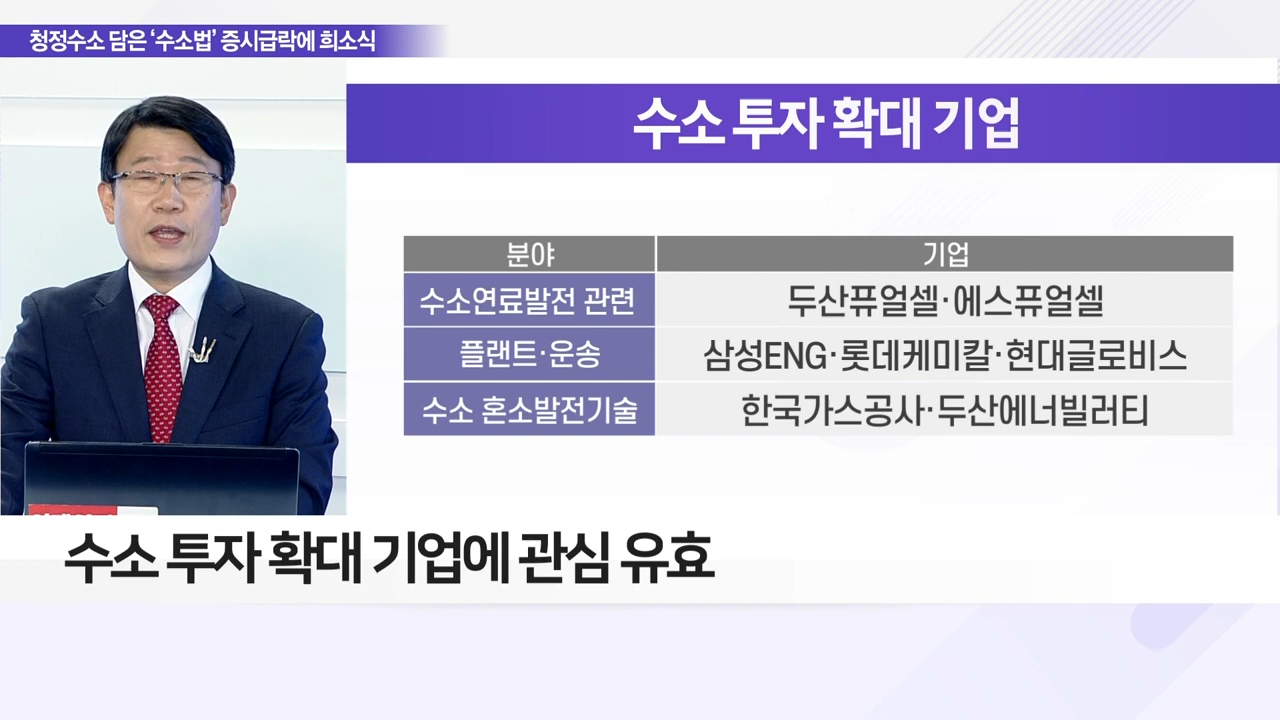 청정수소 담은 ‘수소법’ 증시급락에 희소식
수소 투자 확대 기업
분야 기업
수소연료발전 관련 두산퓨얼셀·에스퓨얼셀
플랜트·운송 삼성ENG·롯데케미칼·현대글로비스
수소 혼소발전기술 한국가스공사·두산에너빌러티
수소 투자 확대 기업에 관심 유효